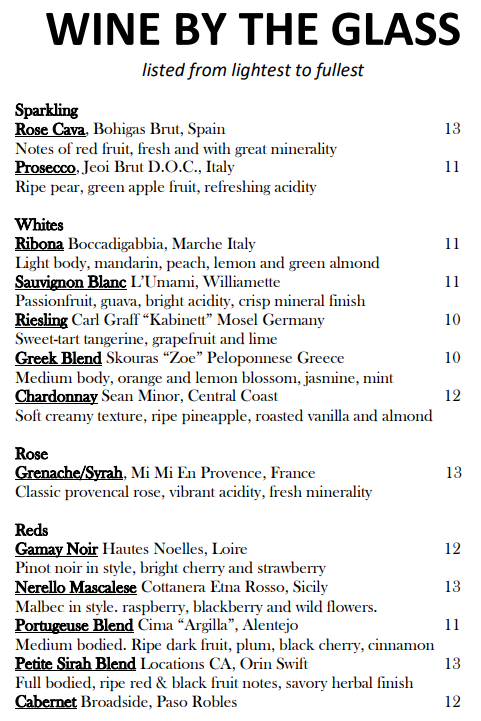 WINE BY THE GLASS
listed from lightest to fullest
Sparkling
Rose Cava, Bohigas Brut, Spain 13
Notes of red fruit, fresh and with great minerality
Prosecco, Jeoi Brut D.O.C., Italy 11
Ripe pear, green apple fruit, refreshing acidity
Whites
Ribona Boccadigabbia, Marche Italy 11
Light body, mandarin, peach, lemon and green almond
Sauvignon Blanc L'Umami, Williamette 11
Passionfruit, guava, bright acidity, crisp mineral finish
Riesling Carl Graff “Kabinett” Mosel Germany 10
Sweet-tart tangerine, grapefruit and lime
Greek Blend Skouras “Zoe” Peloponnese Greece 10
Medium body, orange and lemon blossom, jasmine, mint
Chardonnay Sean Minor, Central Coast 12
Soft creamy texture, ripe pineapple, roasted vanilla and almond
Rose
Grenache/Syrah, Mi Mi En Provence, France 13
Classic provencal rose, vibrant acidity, fresh minerality
Reds
Gamay Noir Hautes Noelles, Loire 12
Pinot noir in style, bright cherry and strawberry
Nerello Mascalese Cottanera Etna Rosso, Sicily 13
Malbec in style. raspberry, blackberry and wild flowers.
Portugeuse Blend Cima “Argilla”, Alentejo 11
Medium bodied. Ripe dark fruit, plum, black cherry, cinnamon
Petite Sirah Blend Locations CA, Orin Swift 13
Full bodied, ripe red & black fruit notes, savory herbal finish
Cabernet Broadside, Paso Robles 12